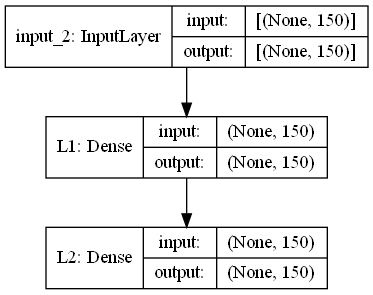 input_2: InputLayer
input:
[(None, 150)]
output:
[(None, 150)]
L1: Dense
input:
(None, 150)
output:
(None, 150)
L2: Dense
input:
(None, 150)
output:
(None, 150)